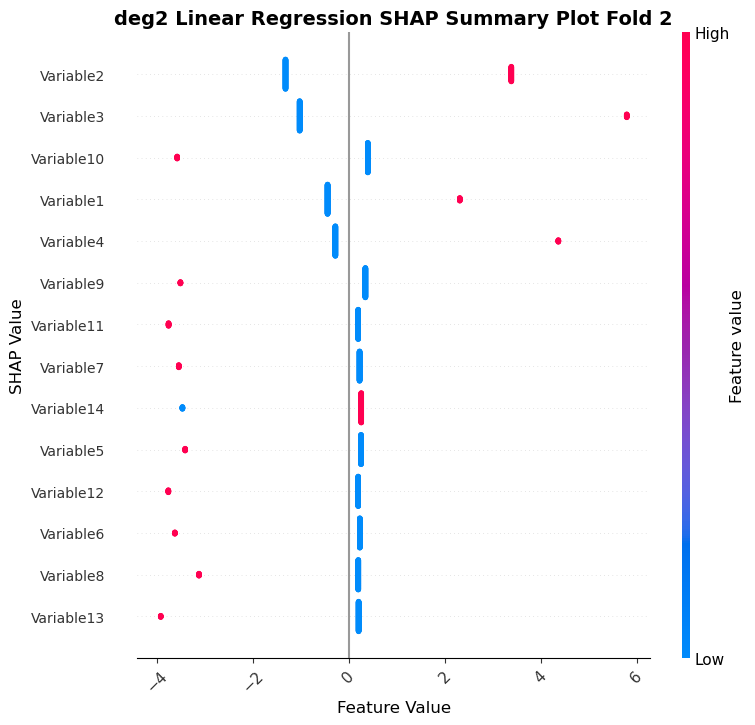 deg2 Linear Regression SHAP Summary Plot Fold 2
High
Variable2
Variable3
Variable10
Variable1
Variable4
Variable9
Variable11
Variable7
Variable14
Variable5
Variable12
Variable6
Variable8
Variable13
SHAP Value
Feature value
Low
−4
−2
0
2
4
6
Feature Value